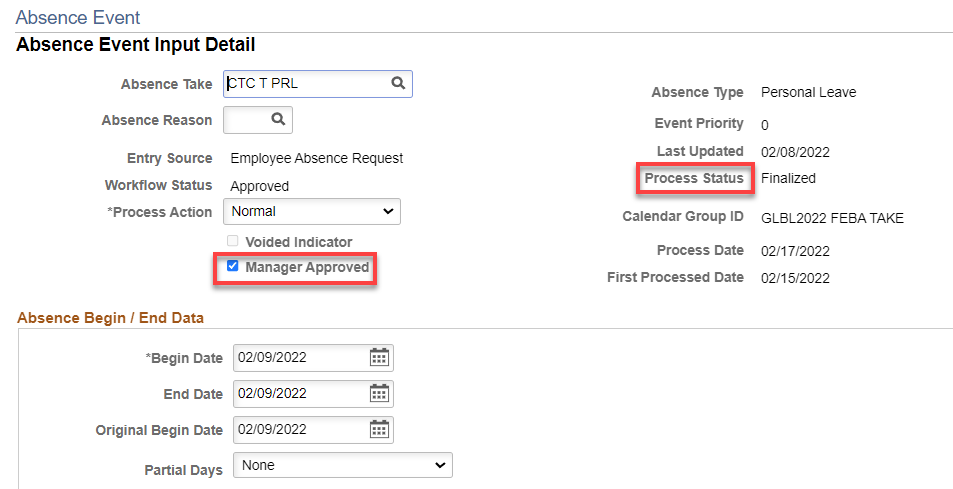 Absence Event
Absence Event Input Detail
Absence Take CTC T PRL
Absence Reason
Entry Source Employee Absence Request
Workflow Status Approved
*Process Action Normal
Voided Indicator
Manager Approved
Absence Type Personal Leave
Event Priority 0
Last Updated 02/08/2022
Process Status Finalized
Calendar Group ID GLBL2022 FEBA TAKE
Process Date 02/17/2022
First Processed Date 02/15/2022
Absence Begin / End Data
*Begin Date 02/09/2022
End Date 02/09/2022
Original Begin Date 02/09/2022
Partial Days None